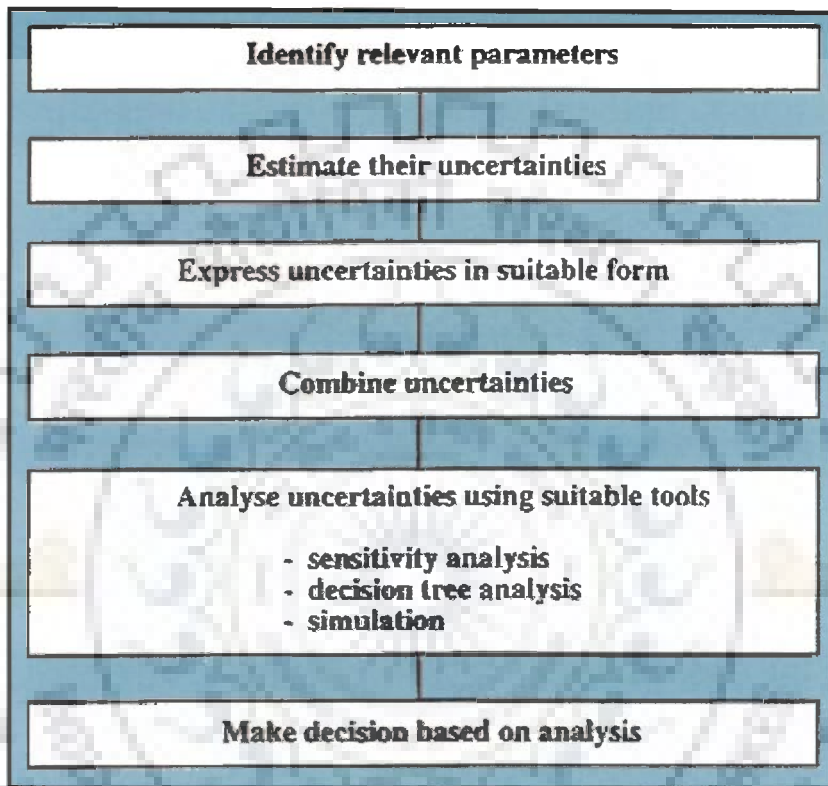 Identify relevant parameters
Estimate their uncertainties
Express uncertainties in suitable form
Combine uncertainties
Analyse uncertainties using suitable tools
- sensitivity analysis
- decision tree analysis
- simulation
Make decision based on analysis